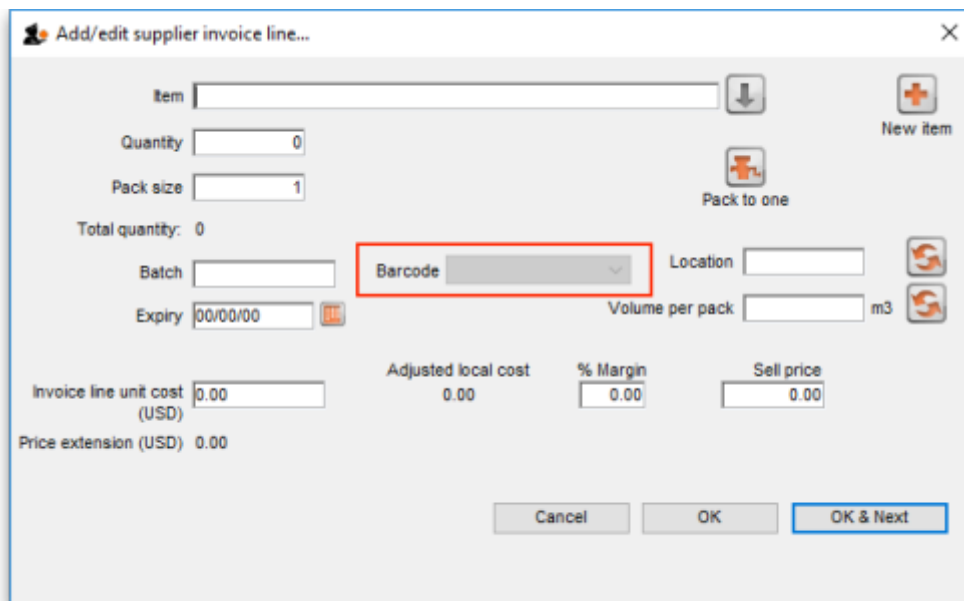 Add/edit supplier invoice line...
Item
New item
Quantity 0
Pack to one
Pack size 1
Total quantity: 0
Batch
Barcode
Location
Expiry 00/00/00
Volume per pack m3
Adjusted local cost % Margin Sell price
Invoice line unit cost (USD) 0.00 0.00 0.00 0.00
Price extension (USD) 0.00
Cancel OK OK & Next